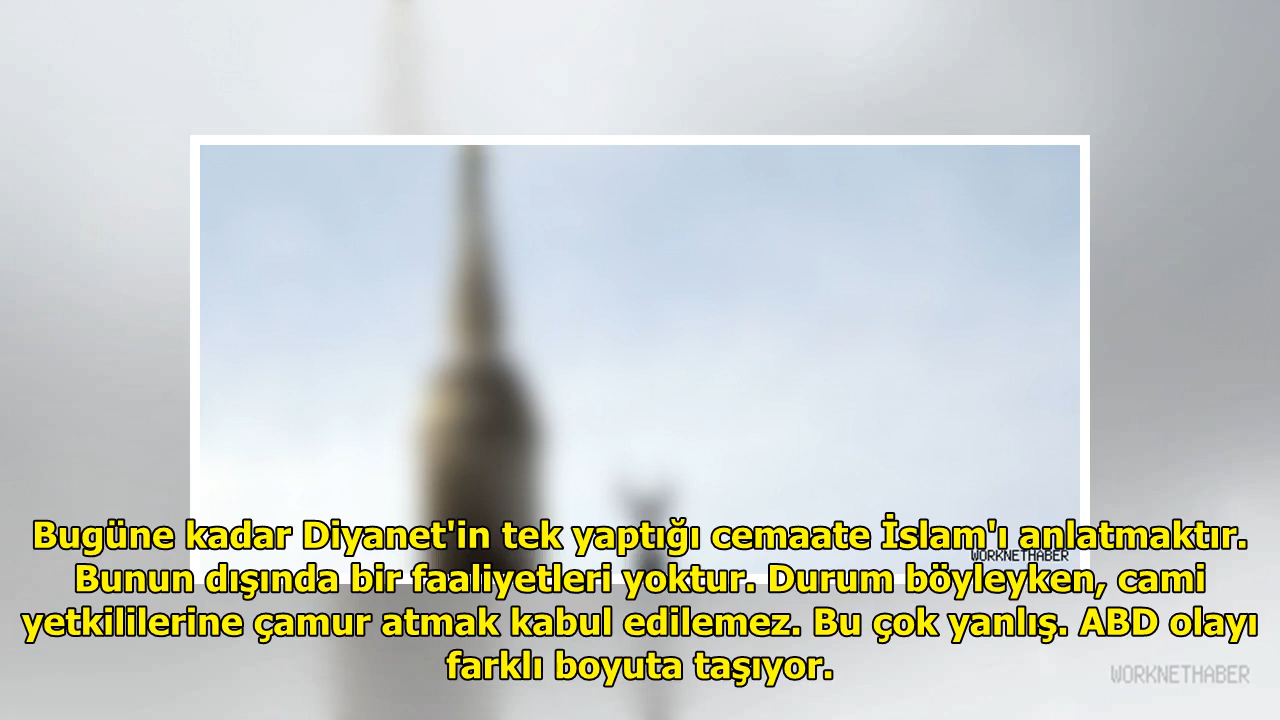 Bugüne kadar Diyanet'in tek yaptığı cemaate İslam'ı anlatmaktır.
WORKNETHABER
Bunun dışında bir faaliyetleri yoktur. Durum böyleyken, cami
yetkililerine çamur atmak kabul edilemez. Bu çok yanlış. ABD olayı
farklı boyuta taşıyor.
WORKNETHABER